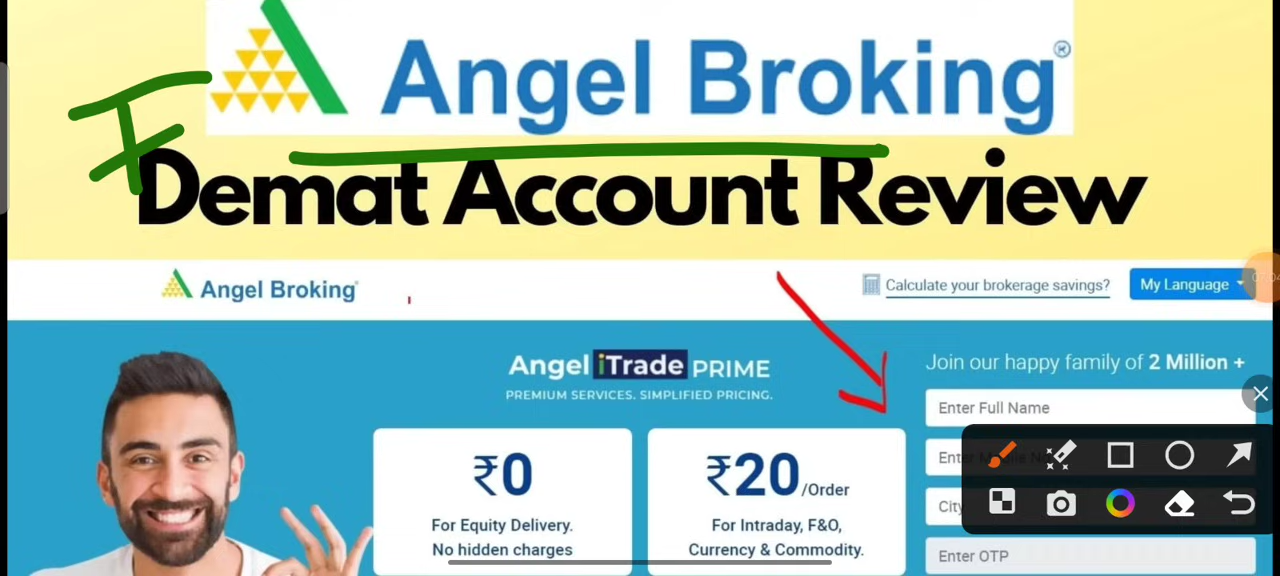 Angel Broking®
F
Demat Account Review
Angel Broking
Calculate your brokerage savings?
My Language
Angel iTrade PRIME
PREMIUM SERVICES. SIMPLIFIED PRICING.
Join our happy family of 2 Million +
Enter Full Name
₹0
For Equity Delivery.
No hidden charges
₹20/Order
For Intraday, F&O,
Currency & Commodity.
City
Enter OTP